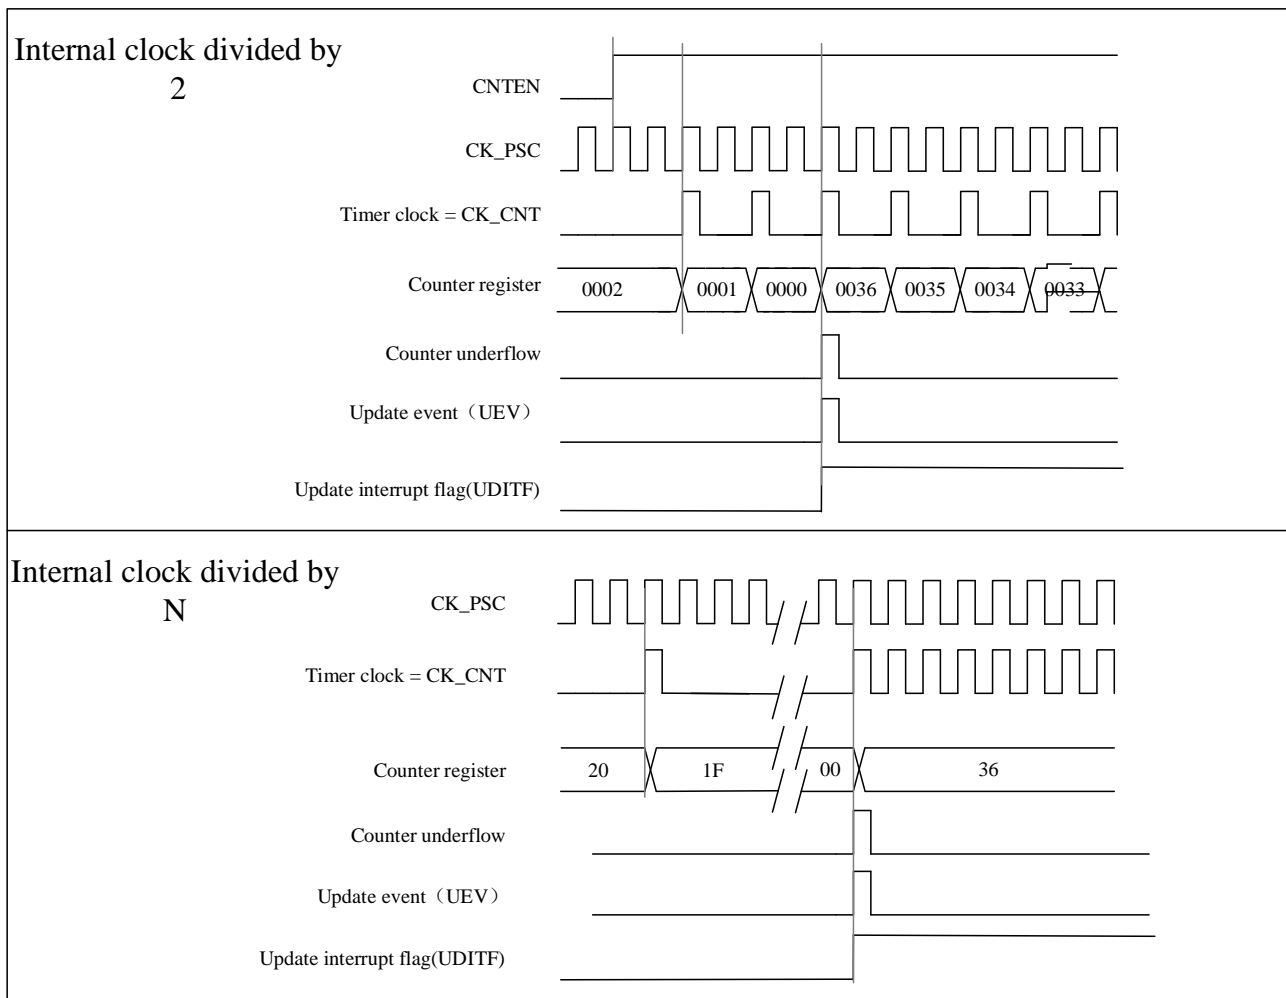 Internal clock divided by
2
CNTEN
CK_PSC
Timer clock = CK_CNT
Counter register
0002 0001 0000 0036 0035 0034 0033
Counter underflow
Update event（UEV）
Update interrupt flag(UDITF)
Internal clock divided by
N
CK_PSC
Timer clock = CK_CNT
Counter register
20 1F 00 36
Counter underflow
Update event（UEV）
Update interrupt flag(UDITF)